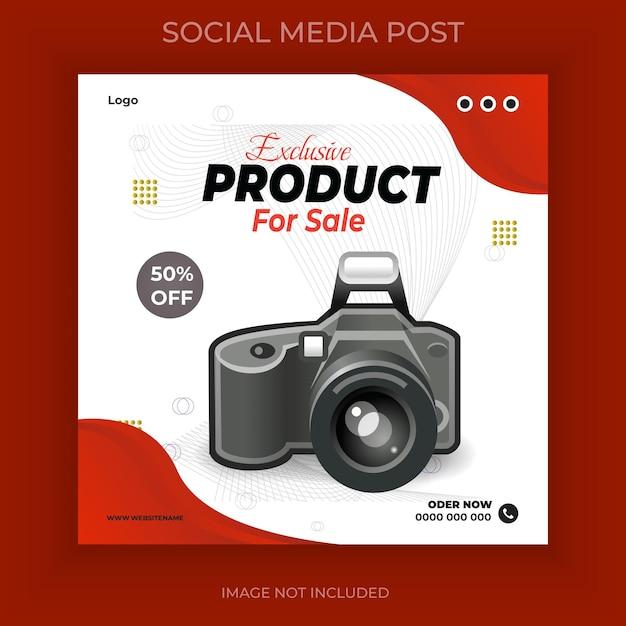 SOCIAL MEDIA POST
Logo
Exclusive
PRODUCT
For Sale
50%
OFF
WWW.WEBSITENAME
ODER NOW
0000 000 000
IMAGE NOT INCLUDED